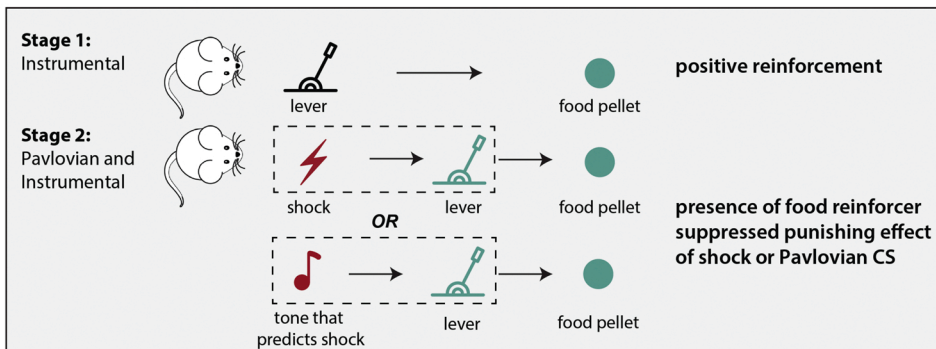 Stage 1:
Instrumental
lever
food pellet
positive reinforcement
Stage 2:
Pavlovian and
Instrumental
shock
lever
food pellet
OR
tone that
predicts shock
lever
food pellet
presence of food reinforcer
suppressed punishing effect
of shock or Pavlovian CS